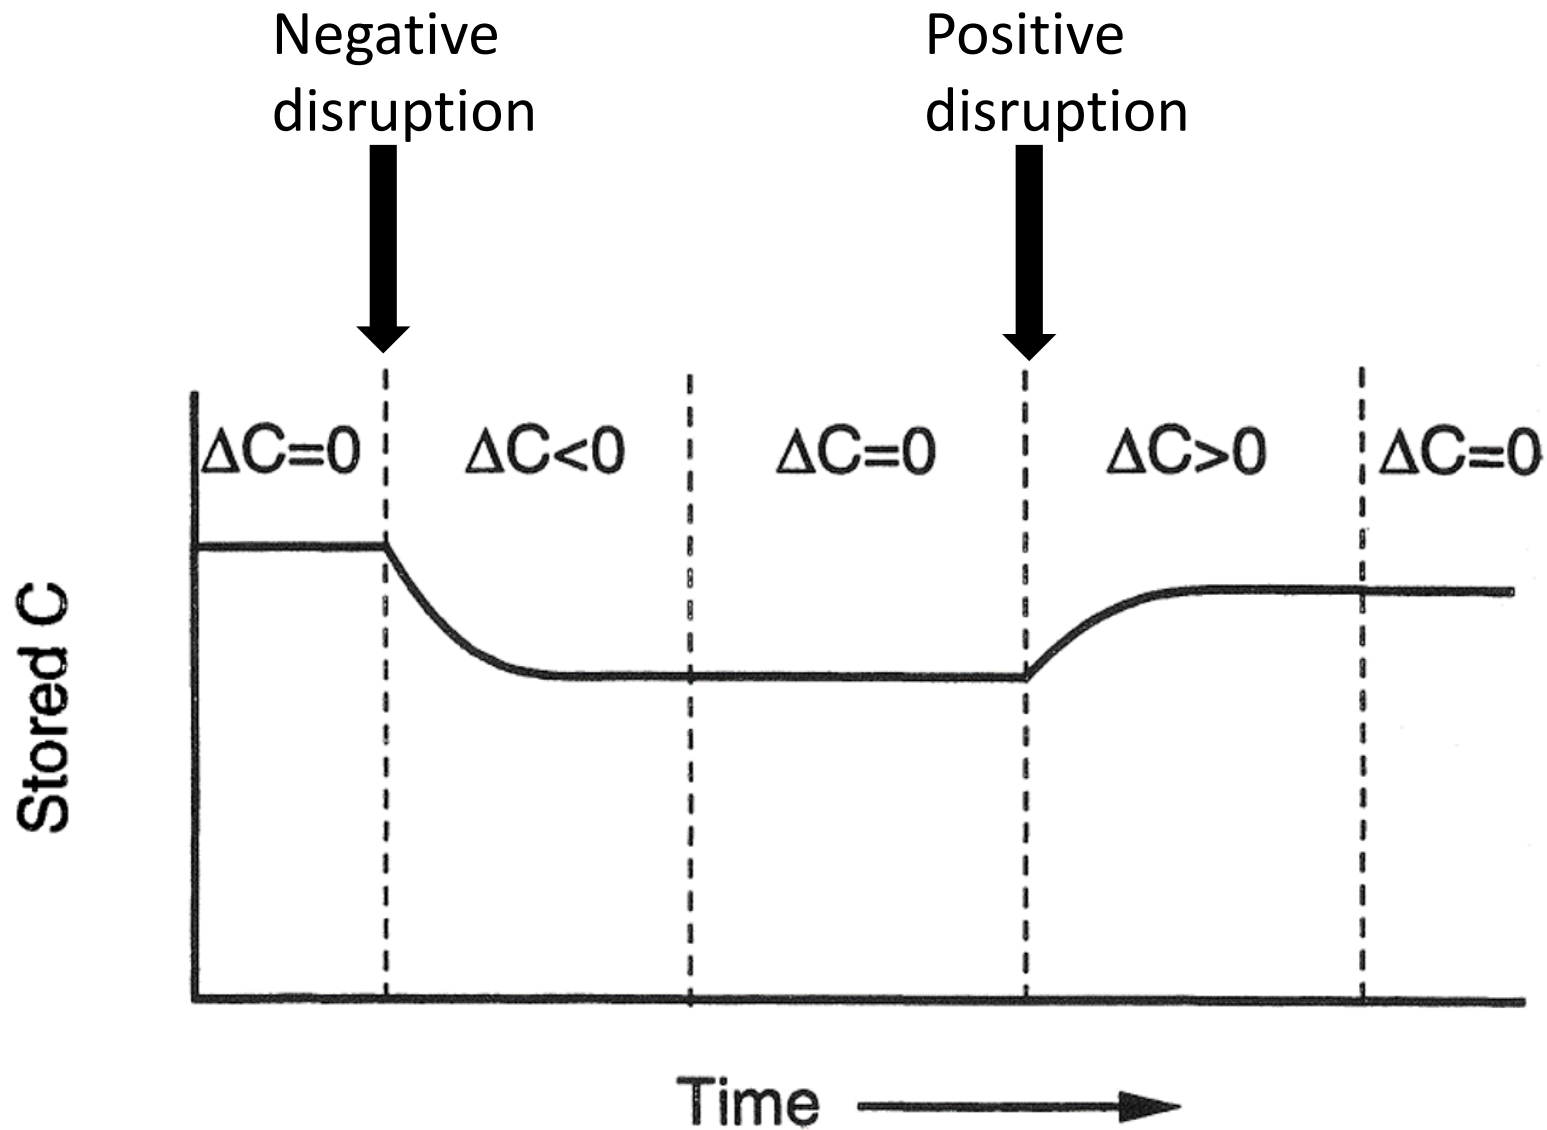 Negative
disruption
Positive
disruption
ΔC=0
ΔC<0
ΔC=0
ΔC>0
ΔC=0
Stored C
Time